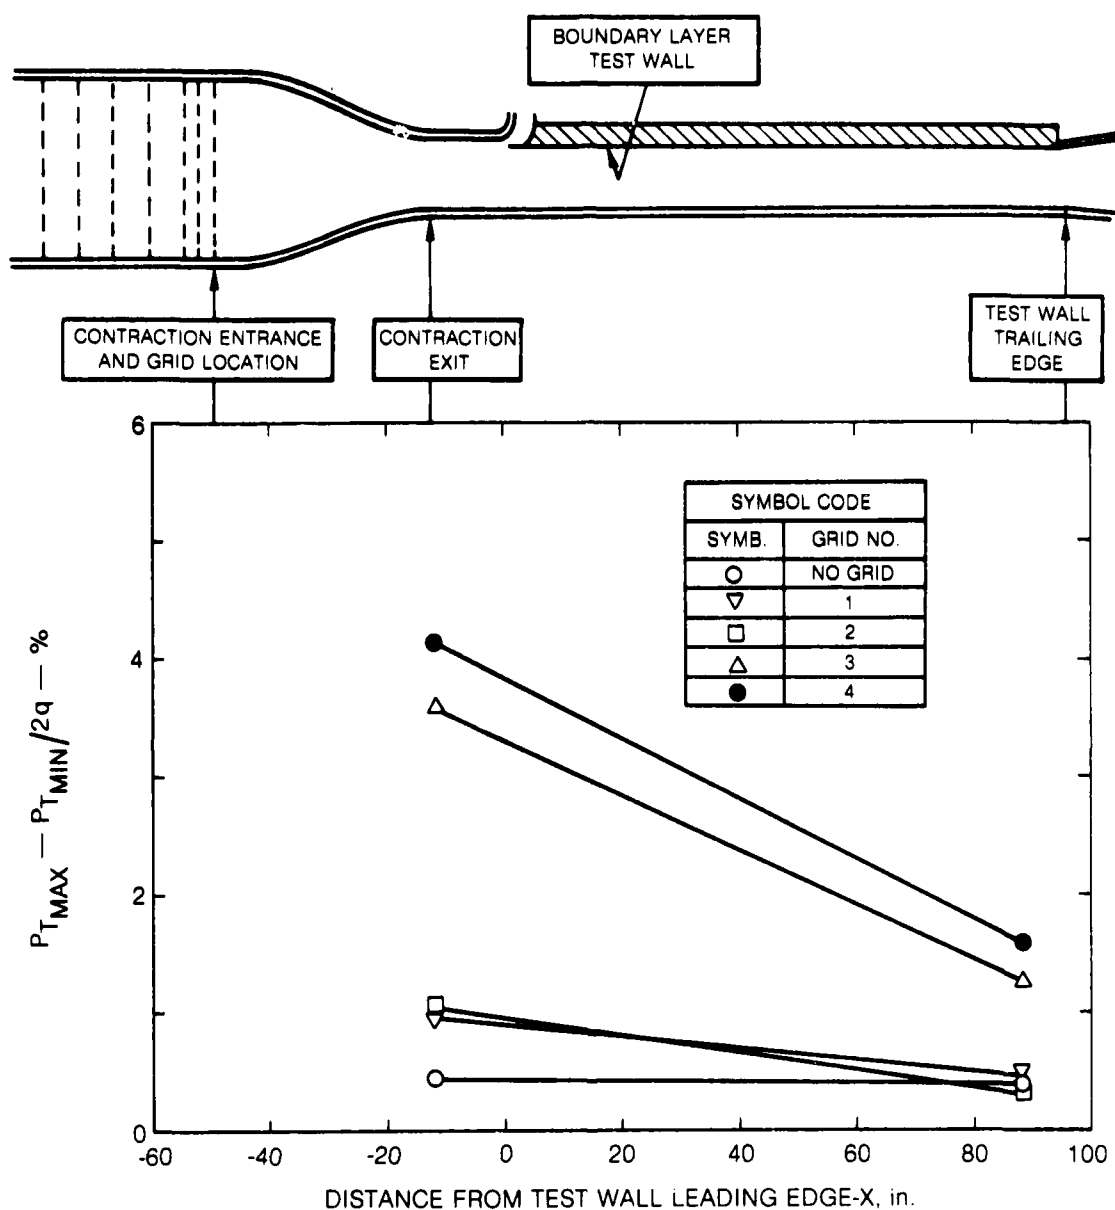 BOUNDARY LAYER
TEST WALL
CONTRACTION ENTRANCE
AND GRID LOCATION
CONTRACTION
EXIT
TEST WALL
TRAILING
EDGE
6
4
2
0
-60
-40
-20
0
20
40
60
80
100
SYMBOL CODE
SYMB. GRID NO.
NO GRID
1
2
3
4
PTMAX — PTMIN/2q — %
DISTANCE FROM TEST WALL LEADING EDGE-X, in.